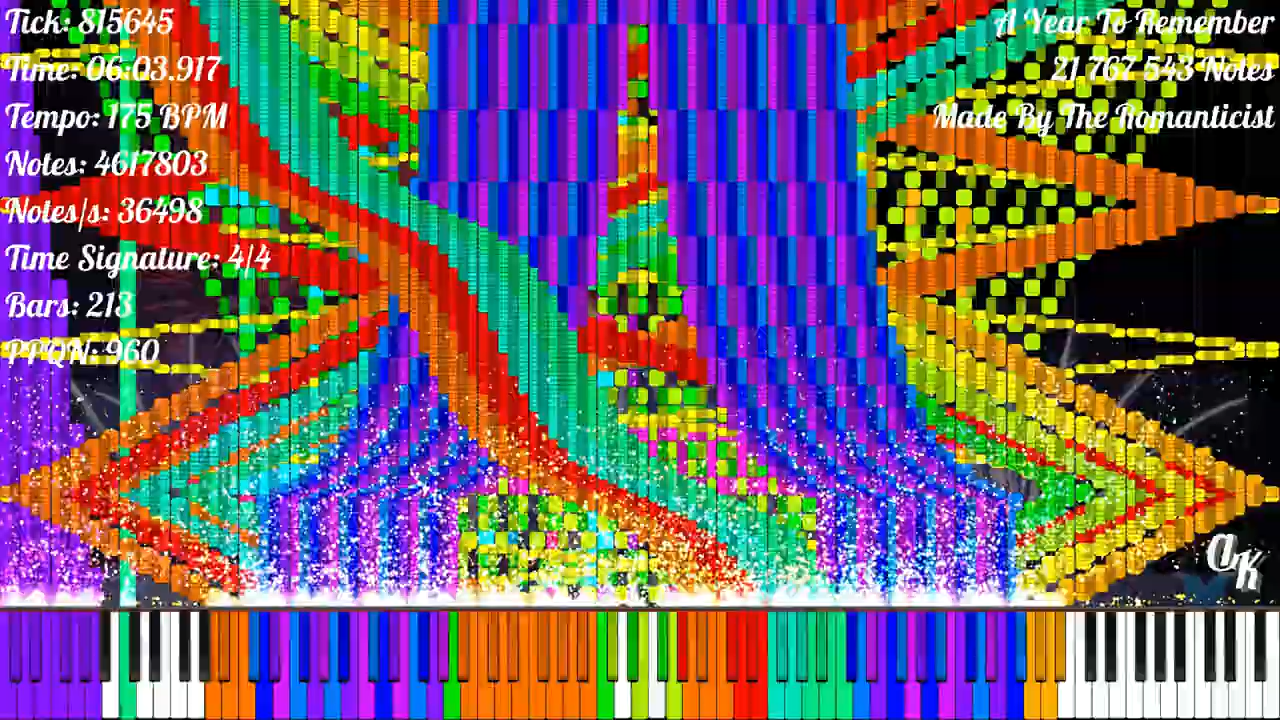 Tick: 815645
Time: 06:03.917
Tempo: 175 BPM
Notes: 4617803
Notes/s: 36498
Time Signature: 4/4
Bars: 213
PPQN: 960
A Year To Remember
21 767 543 Notes
Made By The Romanticist
QK